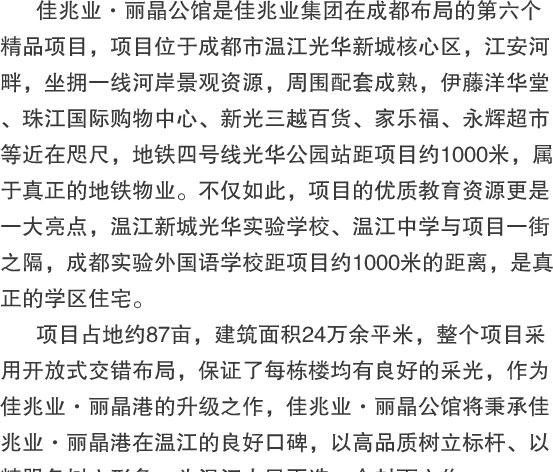 佳兆业·丽晶公馆是佳兆业集团在成都布局的第六个
精品项目，项目位于成都市温江光华新城核心区，江安河
畔，坐拥一线河岸景观资源，周围配套成熟，伊藤洋华堂
、珠江国际购物中心、新光三越百货、家乐福、永辉超市
等近在咫尺，地铁四号线光华公园站距项目约1000米，属
于真正的地铁物业。不仅如此，项目的优质教育资源更是
一大亮点，温江新城光华实验学校、温江中学与项目一街
之隔，成都实验外国语学校距项目约1000米的距离，是真
正的学区住宅。
项目占地约87亩，建筑面积24万余平米，整个项目采
用开放式交错布局，保证了每栋楼均有良好的采光，作为
佳兆业·丽晶港的升级之作，佳兆业·丽晶公馆将秉承佳
兆业·丽晶港在温江的良好口碑，以高品质树立标杆、以